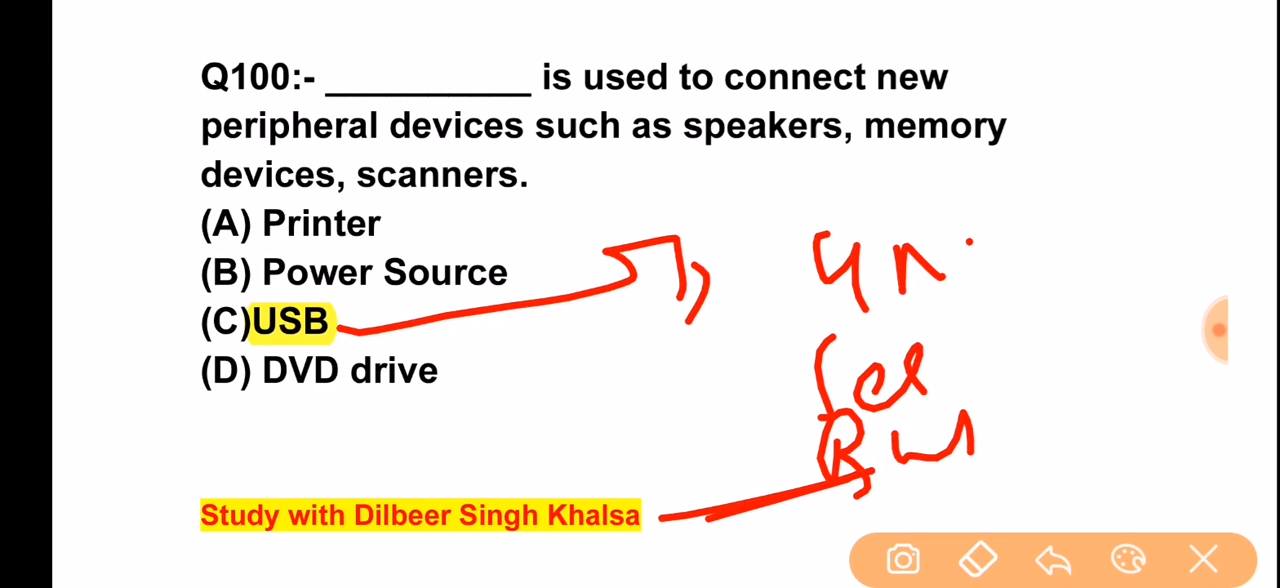 Q100:- __________ is used to connect new
peripheral devices such as speakers, memory
devices, scanners.
(A) Printer
(B) Power Source
(C)USB
(D) DVD drive
Study with Dilbeer Singh Khalsa